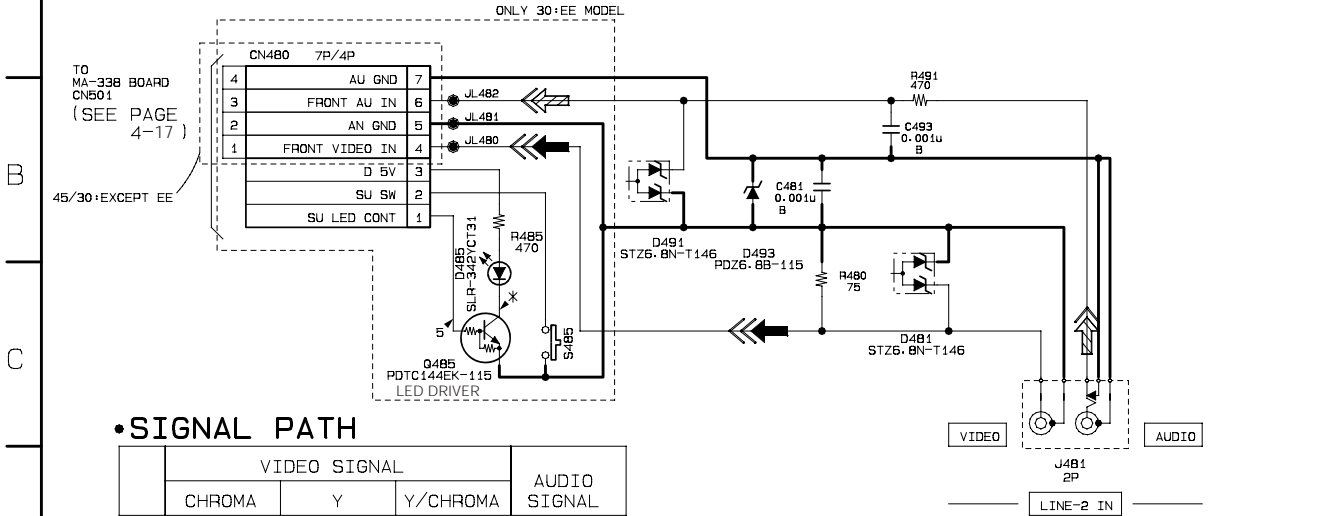 ONLY 30:EE MODEL
CN480 7P/4P
TO
MA-338 BOARD
CN501
(SEE PAGE
4-17)
4 AU GND 7
3 FRONT AU IN 6
2 AN GND 5
1 FRONT VIDEO IN 4
D 5V 3
SU SW 2
SU LED CONT 1
JL482
JL481
JL480
R491
470
C493
0.001u
B
B
45/30:EXCEPT EE
C481
0.001u
B
D491
STZ6.8N-T146
D493
PDZ6.8B-115
R485
470
D485
SLR-342YCT31
R480
75
*
5
S485
D481
STZ6.8N-T146
C
Q485
PDTC144EK-115
LED DRIVER
•SIGNAL PATH
VIDEO SIGNAL
AUDIO
SIGNAL
CHROMA Y Y/CHROMA
VIDEO
AUDIO
J481
2P
LINE-2 IN